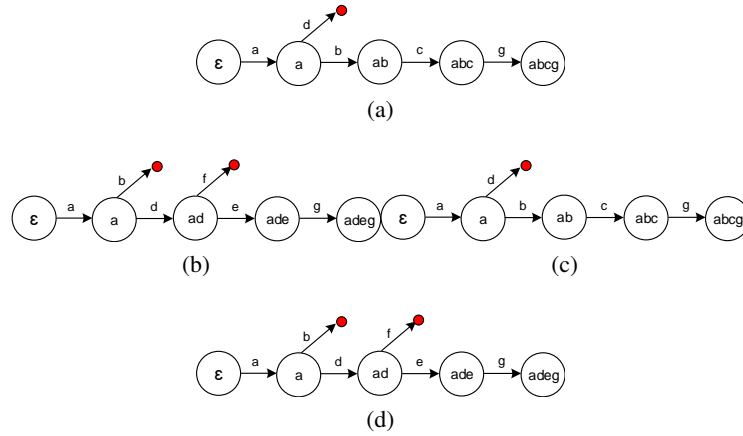 d
ε a a b ab c abc g abcg
(a)
b f d
ε a a d ad e ade g adeg ε a a b ab c abc g abcg
(b) (c)
b f
ε a a d ad e ade g adeg
(d)